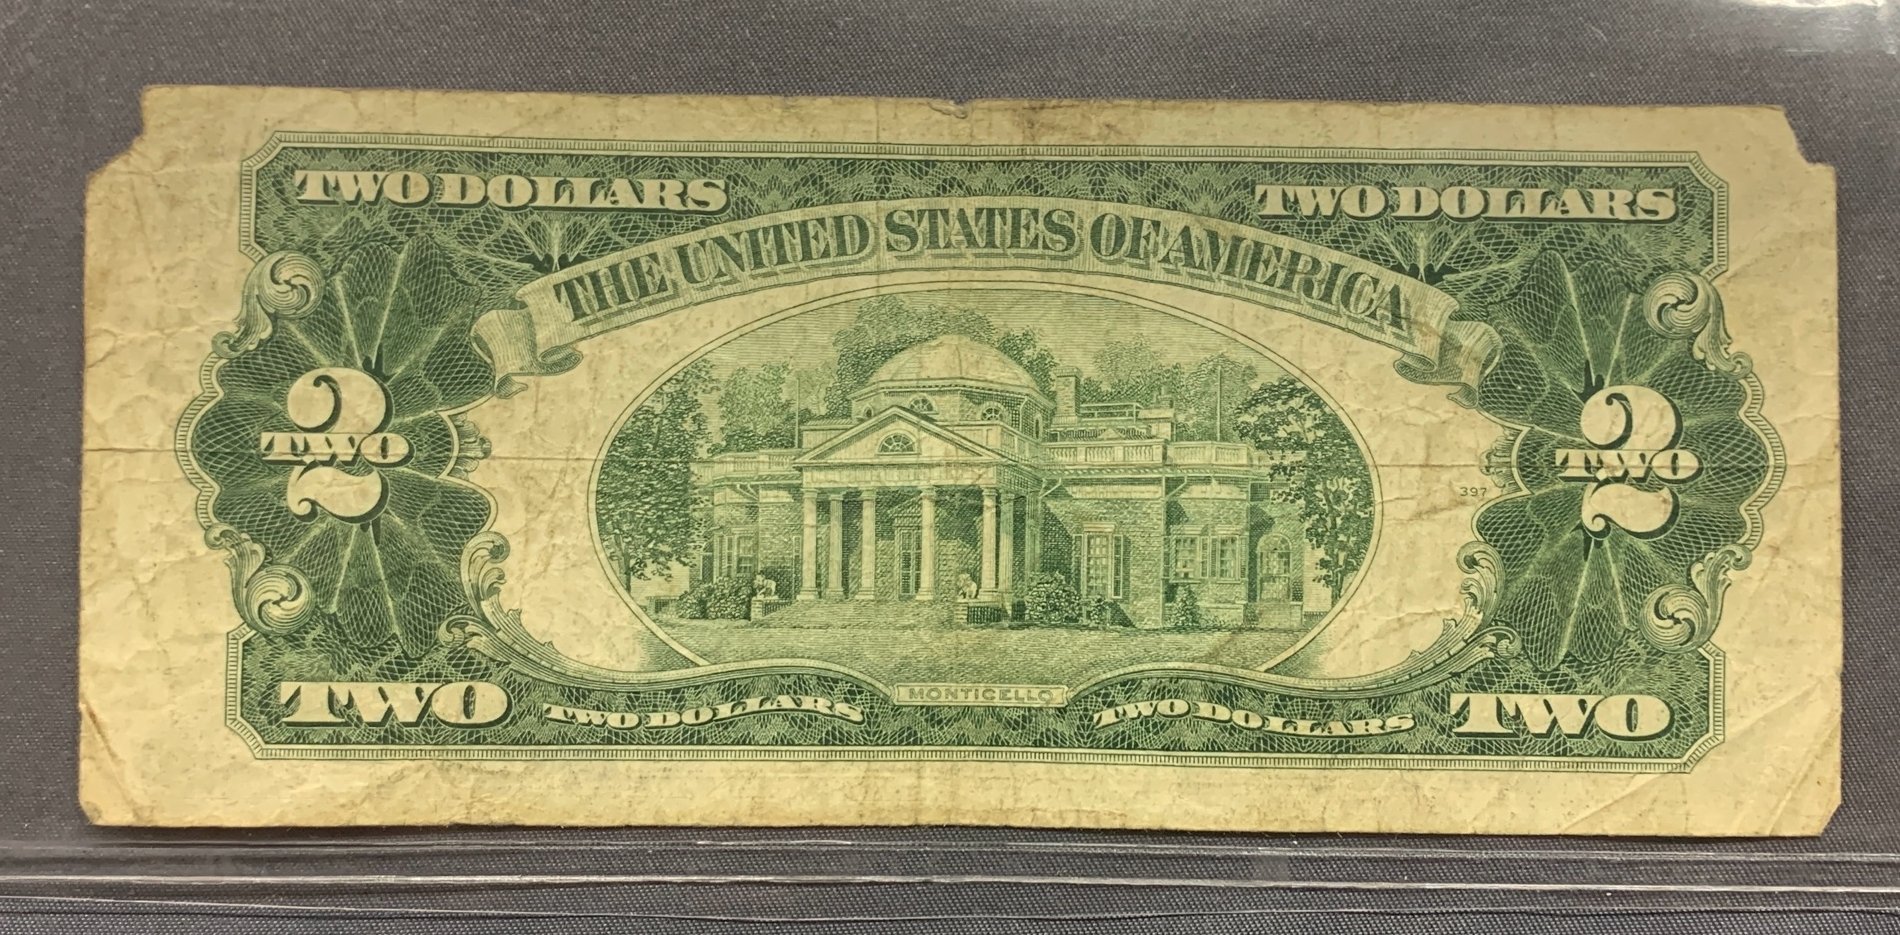 TWO DOLLARS TWO DOLLARS
THE UNITED STATES OF AMERICA
2 2
TWO TWO
397
MONTICELLO
TWO TWO DOLLARS TWO DOLLARS TWO